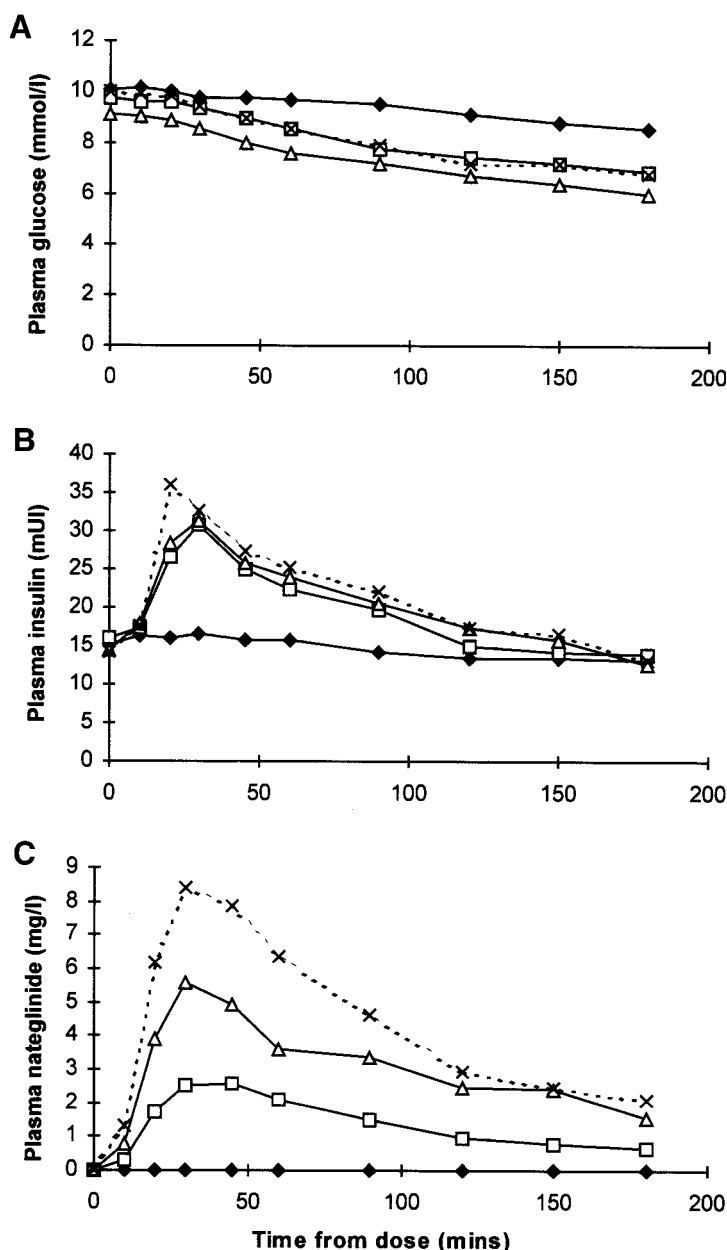 A
Plasma glucose (mmol/l)
12
10
8
6
4
2
0
0 50 100 150 200
B
Plasma insulin (mUl)
40
35
30
25
20
15
10
5
0
0 50 100 150 200
C
Plasma nateglinide (mg/l)
9
8
7
6
5
4
3
2
1
0
0 50 100 150 200
Time from dose (mins)